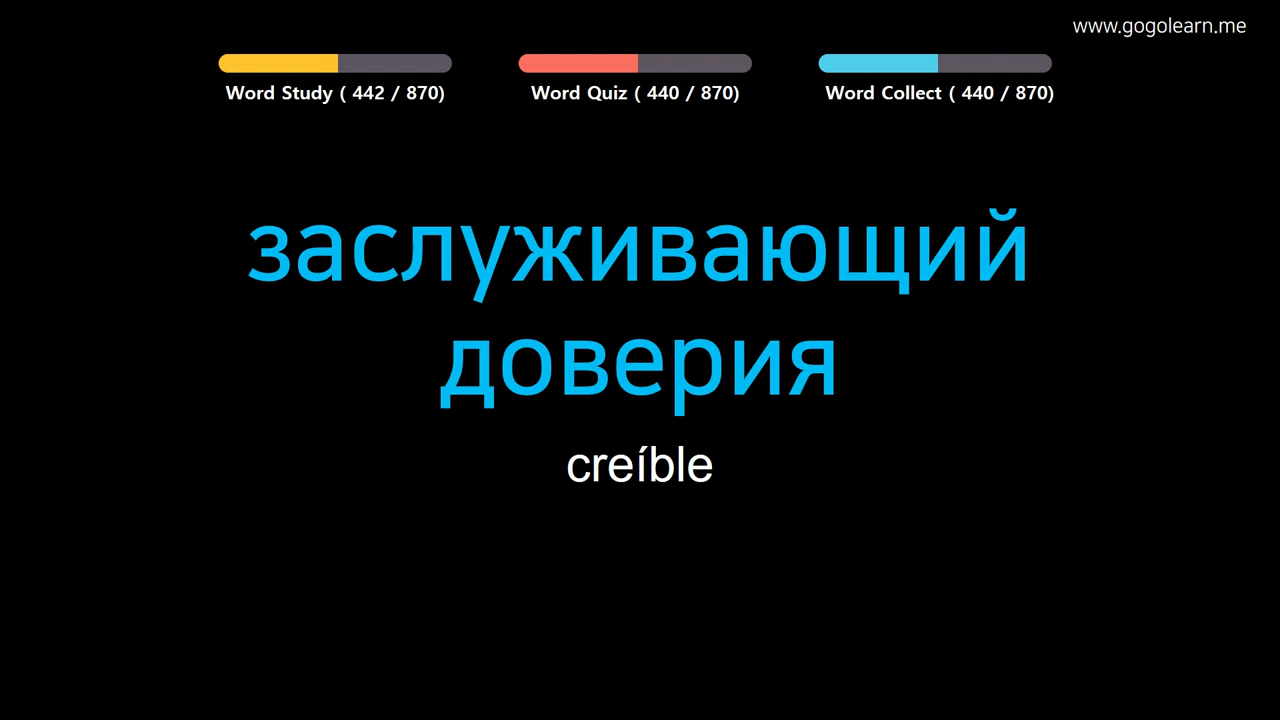 www.gogolearn.me
Word Study ( 442 / 870)
Word Quiz ( 440 / 870)
Word Collect ( 440 / 870)
заслуживающий
доверия
creíble